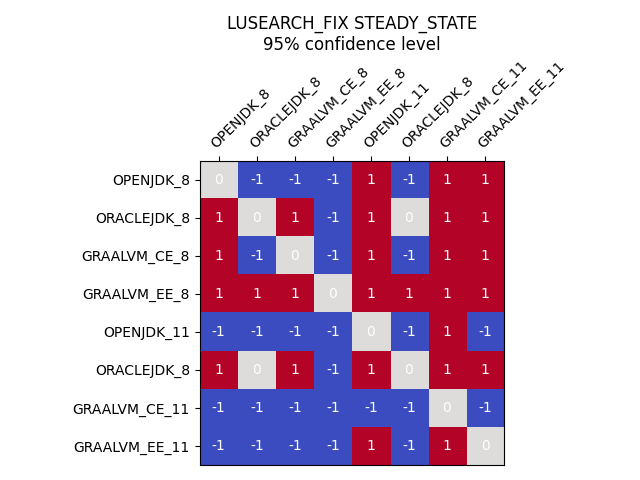 LUSEARCH_FIX STEADY_STATE
95% confidence level
OPENJDK_8 ORACLEJDK_8 GRAALVM_CE_8 GRAALVM_EE_8 OPENJDK_11 ORACLEJDK_8 GRAALVM_CE_11 GRAALVM_EE_11
OPENJDK_8 0 -1 -1 -1 1 -1 1 1
ORACLEJDK_8 1 0 1 -1 1 0 1 1
GRAALVM_CE_8 1 -1 0 -1 1 -1 1 1
GRAALVM_EE_8 1 1 1 0 1 1 1 1
OPENJDK_11 -1 -1 -1 -1 0 -1 1 -1
ORACLEJDK_8 1 0 1 -1 1 0 1 1
GRAALVM_CE_11 -1 -1 -1 -1 -1 -1 0 -1
GRAALVM_EE_11 -1 -1 -1 -1 1 -1 1 0